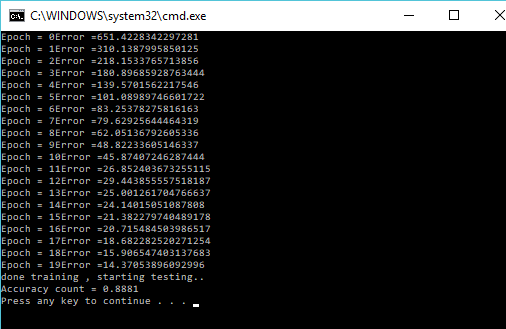 C:\WINDOWS\system32\cmd.exe
Epoch = 0Error =651.4228342297281
Epoch = 1Error =310.1387995850125
Epoch = 2Error =218.1533765713856
Epoch = 3Error =180.89685928763444
Epoch = 4Error =139.5701562217546
Epoch = 5Error =101.08989746601722
Epoch = 6Error =83.25378275816163
Epoch = 7Error =79.62925644464319
Epoch = 8Error =62.05136792605336
Epoch = 9Error =48.82233605146337
Epoch = 10Error =45.87407246287444
Epoch = 11Error =26.852403673255115
Epoch = 12Error =29.443855557518187
Epoch = 13Error =25.001261704766637
Epoch = 14Error =24.14015051087808
Epoch = 15Error =21.382279740489178
Epoch = 16Error =20.715484503986517
Epoch = 17Error =18.682282520271254
Epoch = 18Error =15.906547403137683
Epoch = 19Error =14.37053896092996
done training , starting testing..
Accuracy count = 0.8881
Press any key to continue . . .